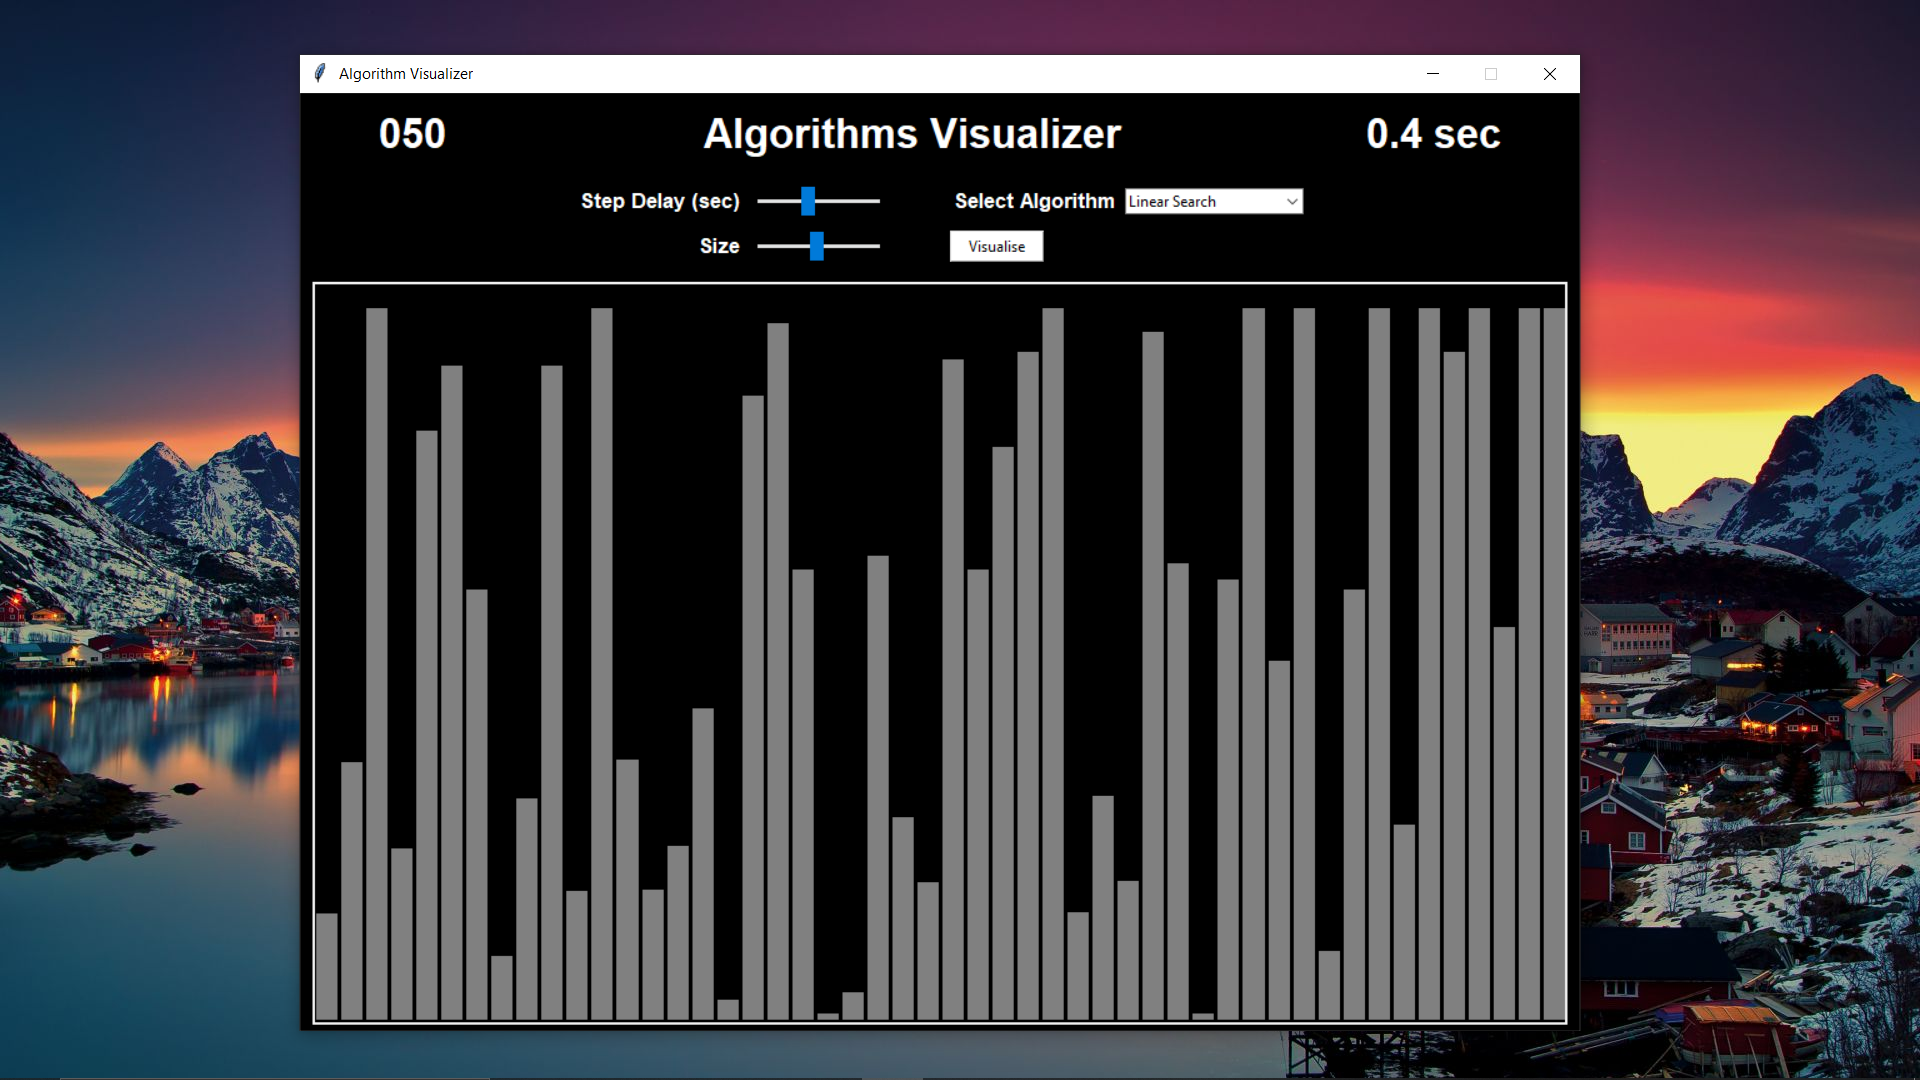 Algorithm Visualizer
050 Algorithms Visualizer 0.4 sec
Step Delay (sec) Select Algorithm Linear Search
Size Visualise